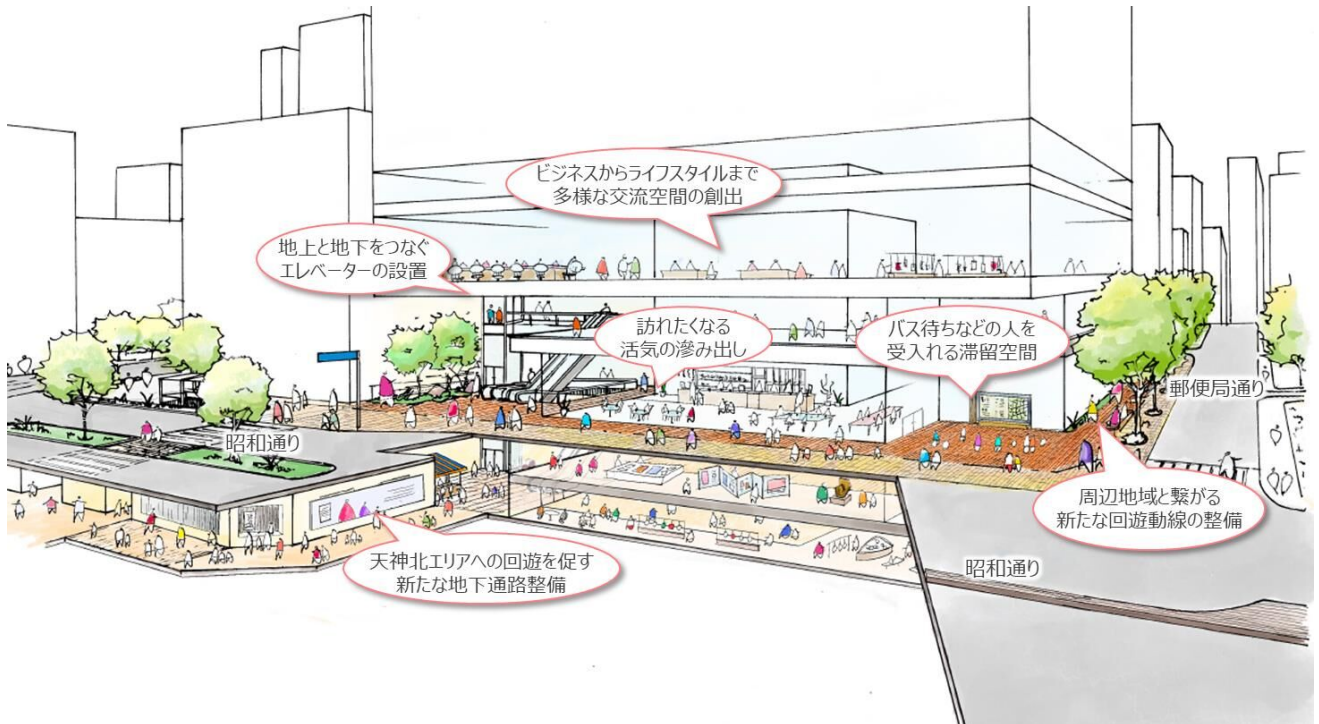 ビジネスからライフスタイルまで
多様な交流空間の創出
地上と地下をつなぐ
エレベーターの設置
訪れたくなる
活気の滲み出し
バス待ちなどの人を
受入れる滞留空間
郵便局通り
昭和通り
周辺地域と繋がる
新たな回遊動線の整備
天神北エリアへの回遊を促す
新たな地下通路整備
昭和通り